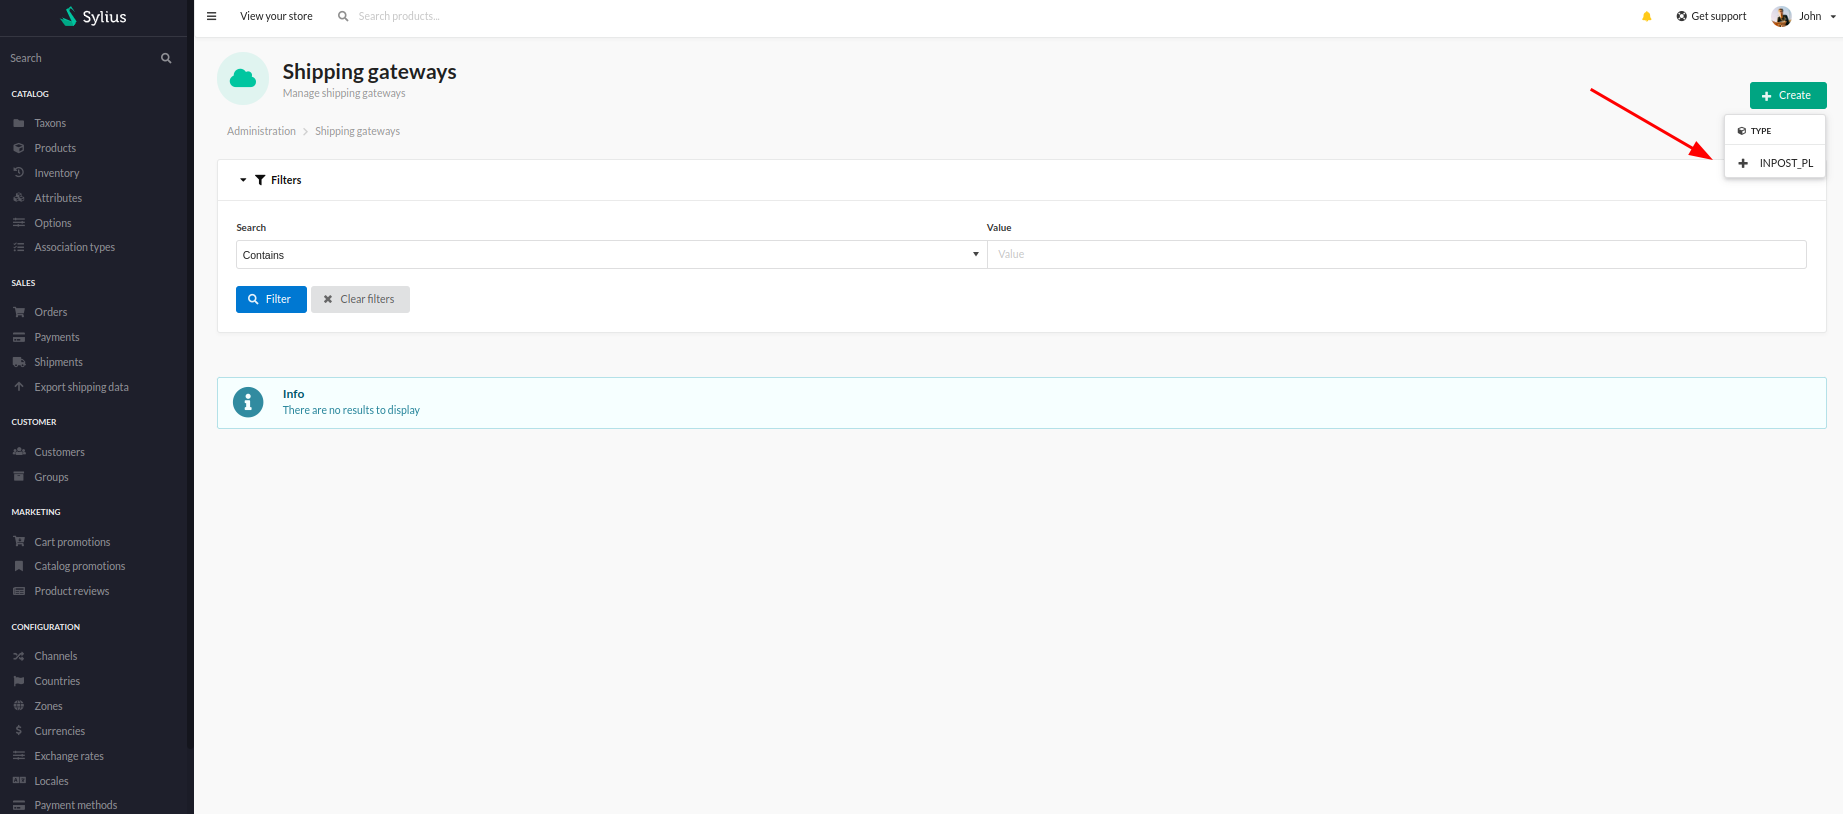 Sylius
Search
CATALOG
Taxons
Products
Inventory
Attributes
Options
Association types
SALES
Orders
Payments
Shipments
Export shipping data
CUSTOMER
Customers
Groups
MARKETING
Cart promotions
Catalog promotions
Product reviews
CONFIGURATION
Channels
Countries
Zones
Currencies
Exchange rates
Locales
Payment methods
View your store
Search products...
Get support
John
Shipping gateways
Manage shipping gateways
Create
Administration
Shipping gateways
TYPE
INPOST_PL
Filters
Search
Value
Contains
Value
Filter
Clear filters
Info
There are no results to display